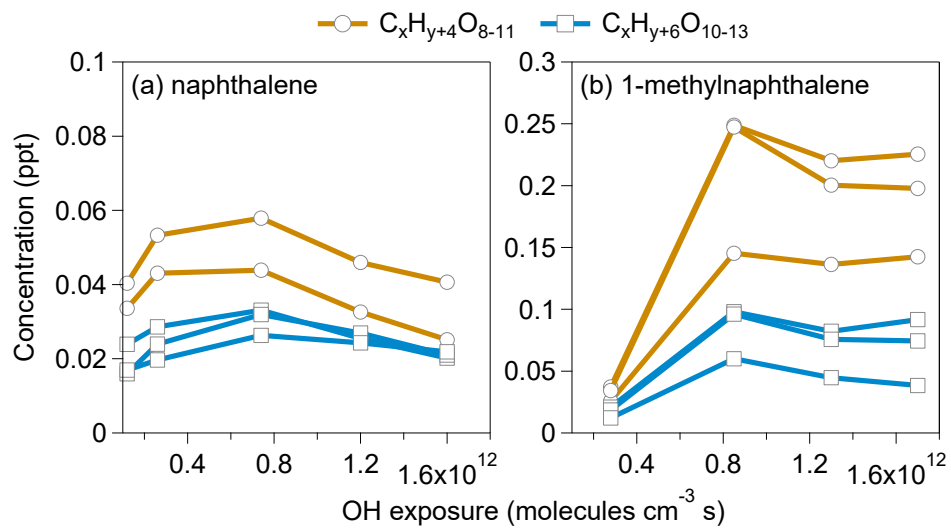 CxHy+4O8-11 CxHy+6O10-13
(a) naphthalene
(b) 1-methylnaphthalene
Concentration (ppt)
0.1
0.08
0.06
0.04
0.02
0
0.3
0.25
0.2
0.15
0.1
0.05
0
0.4 0.8 1.2 1.6x10^12
0.4 0.8 1.2 1.6x10^12
OH exposure (molecules cm^-3 s)